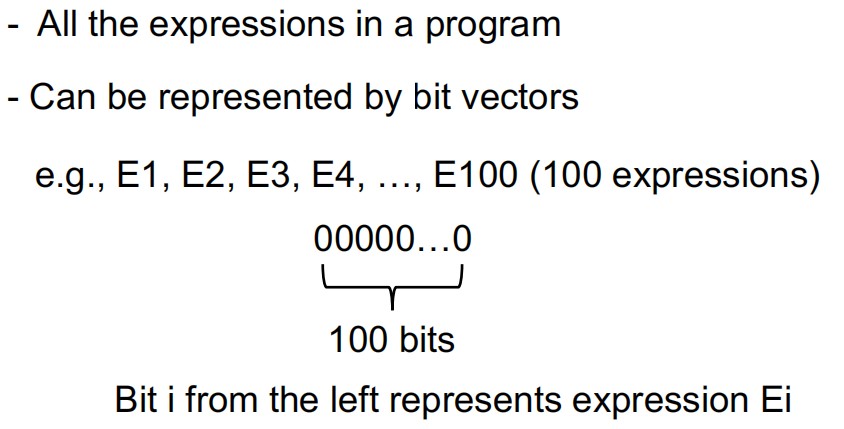 - All the expressions in a program
- Can be represented by bit vectors
e.g., E1, E2, E3, E4, …, E100 (100 expressions)
00000…0
100 bits
Bit i from the left represents expression Ei